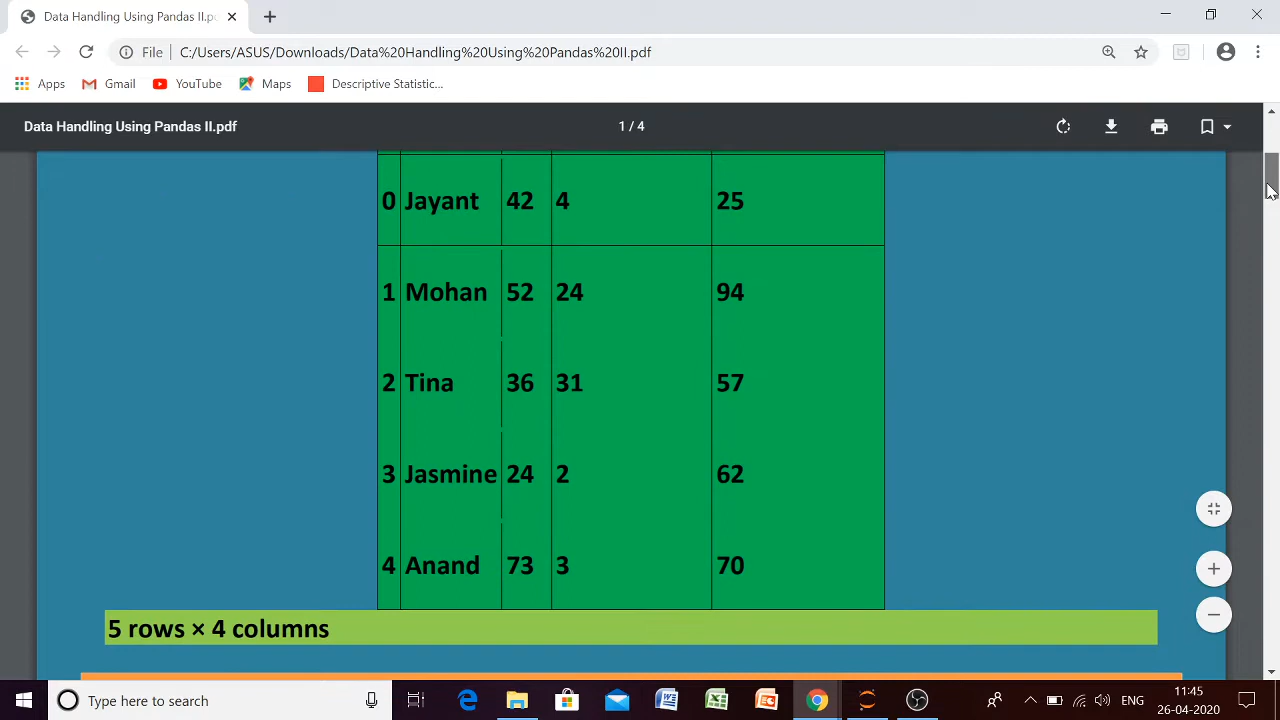 Data Handling Using Pandas II.pd
File C:/Users/ASUS/Downloads/Data%20Handling%20Using%20Pandas%20II.pdf
Apps Gmail YouTube Maps Descriptive Statistic...
Data Handling Using Pandas II.pdf 1 / 4
0 Jayant 42 4 25
1 Mohan 52 24 94
2 Tina 36 31 57
3 Jasmine 24 2 62
4 Anand 73 3 70
5 rows × 4 columns
Type here to search ENG 11:45
26-04-2020